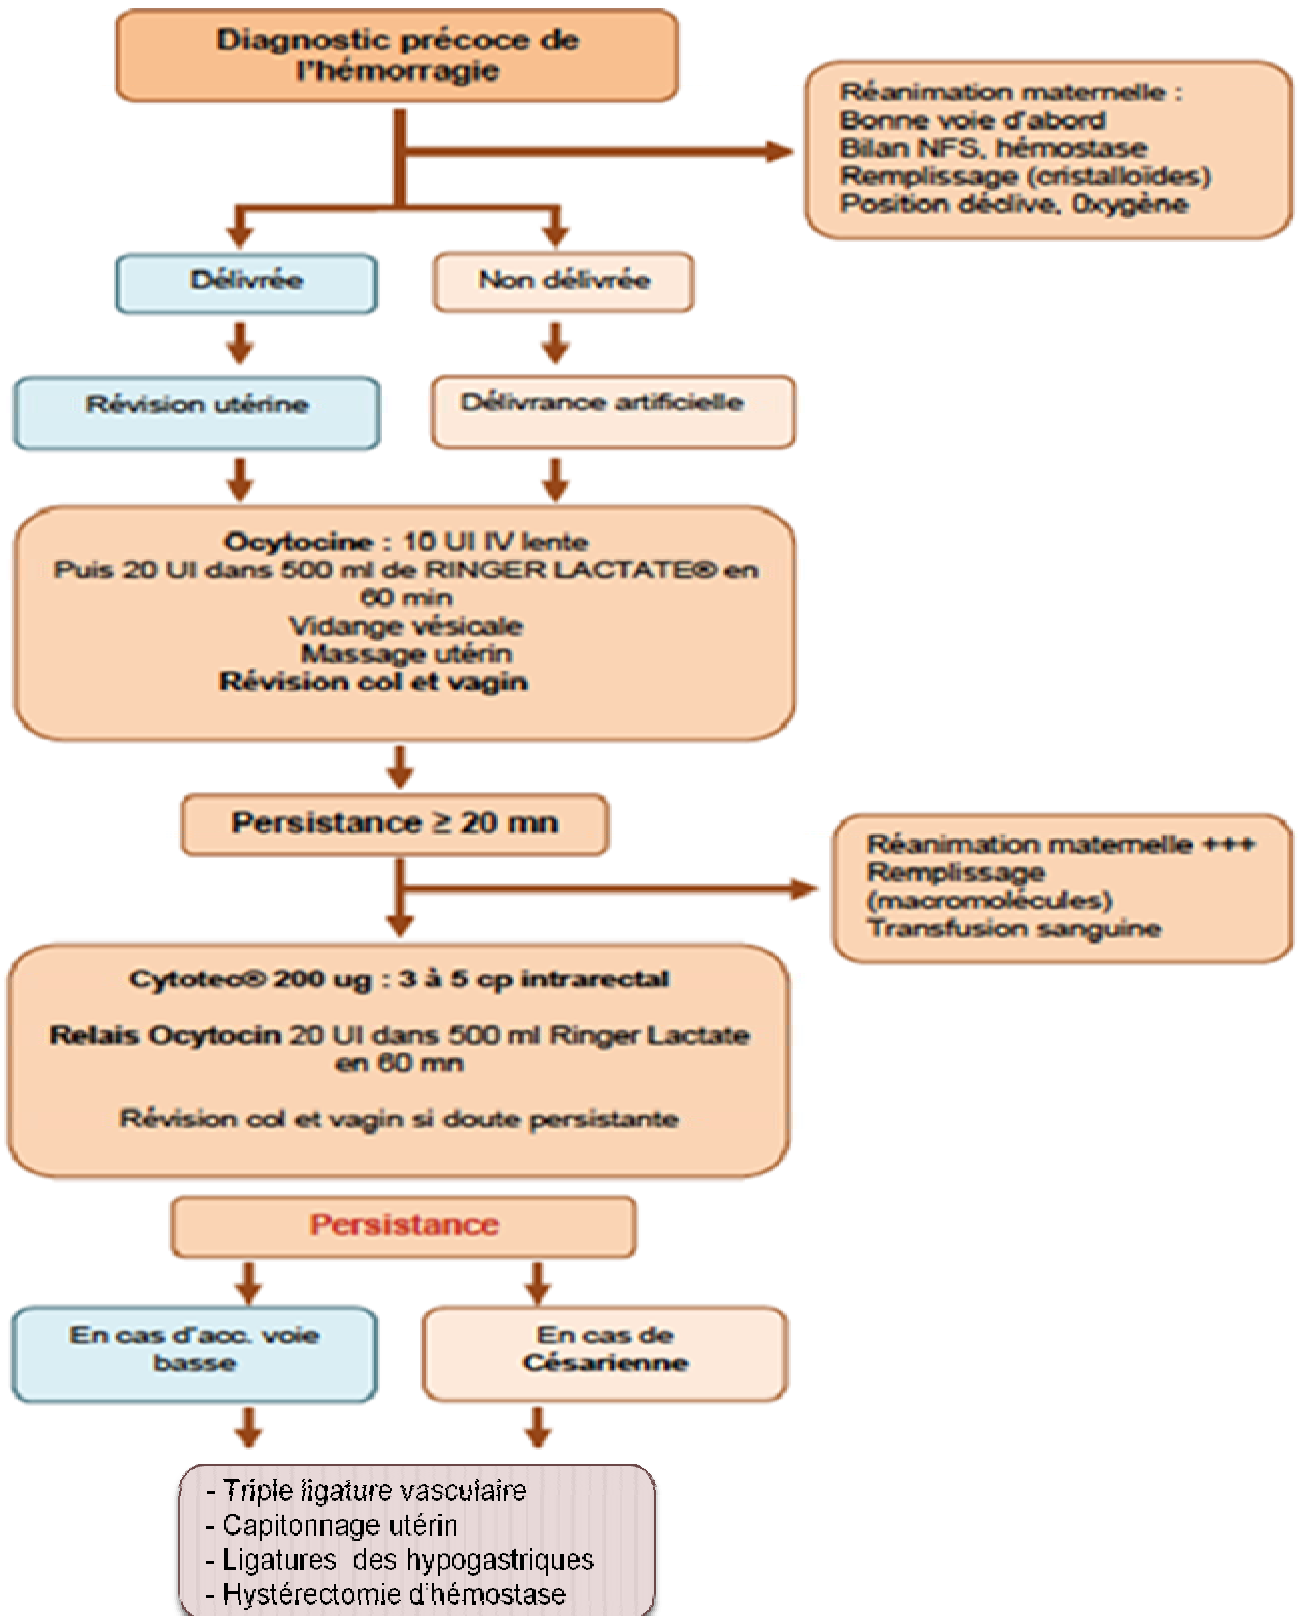 Diagnostic précoce de
l'hémorragie
Réanimation maternelle :
Bonne voie d'abord
Bilan NFS, hémostase
Remplissage (cristalloïdes)
Position déclive, 0xygène
Délivrée
Non délivrée
Révision utérine
Délivrance artificielle
Ocytocine : 10 UI IV lente
Puis 20 UI dans 500 ml de RINGER LACTATE® en
60 min
Vidange vésicale
Massage utérin
Révision col et vagin
Persistance ≥ 20 mn
Réanimation maternelle +++
Remplissage
(macromolécules)
Transfusion sanguine
Cytotec® 200 ug : 3 à 5 cp intrarectal
Relais Ocytocin 20 UI dans 500 ml Ringer Lactate
en 60 mn
Révision col et vagin si doute persistante
Persistance
En cas d'acc. voie
basse
En cas de
Césarienne
- Triple ligature vasculaire
- Capitonnage utérin
- Ligatures des hypogastriques
- Hystérectomie d'hémostase